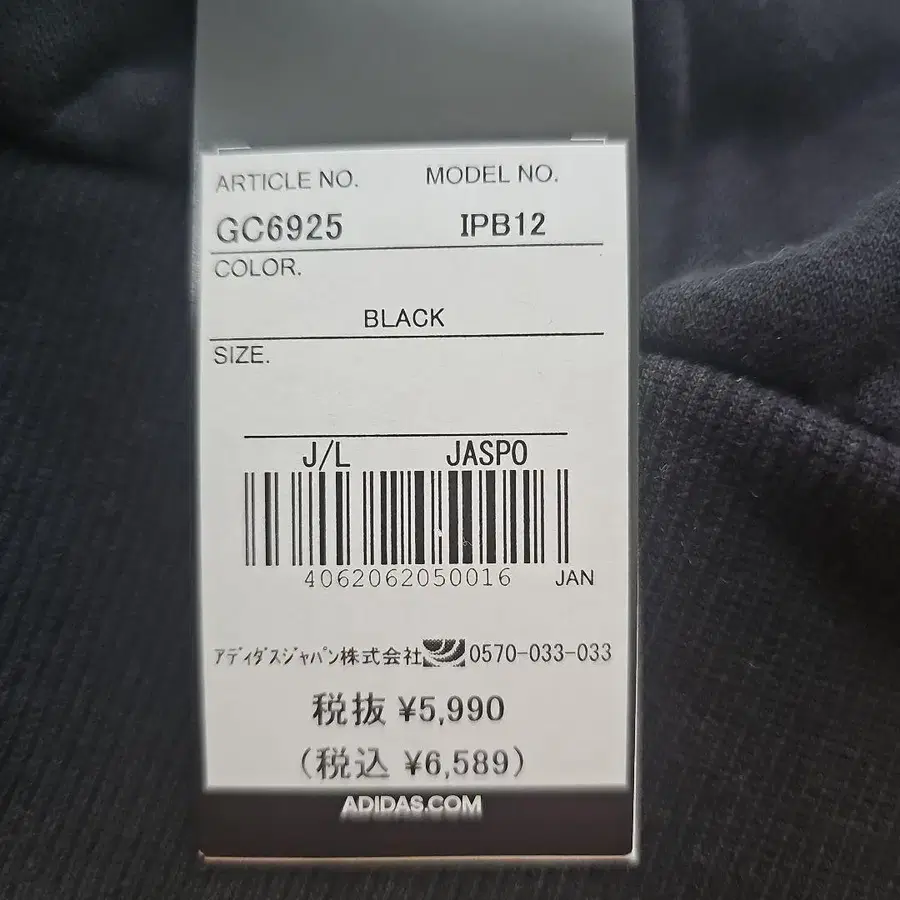 ARTICLE NO. MODEL NO.
GC6925 IPB12
COLOR.
BLACK
SIZE.
J/L JASPO
4062062050016 JAN
アディダスジャパン株式会社 0570-033-033
税抜 ¥5,990
(税込 ¥6,589)
ADIDAS.COM